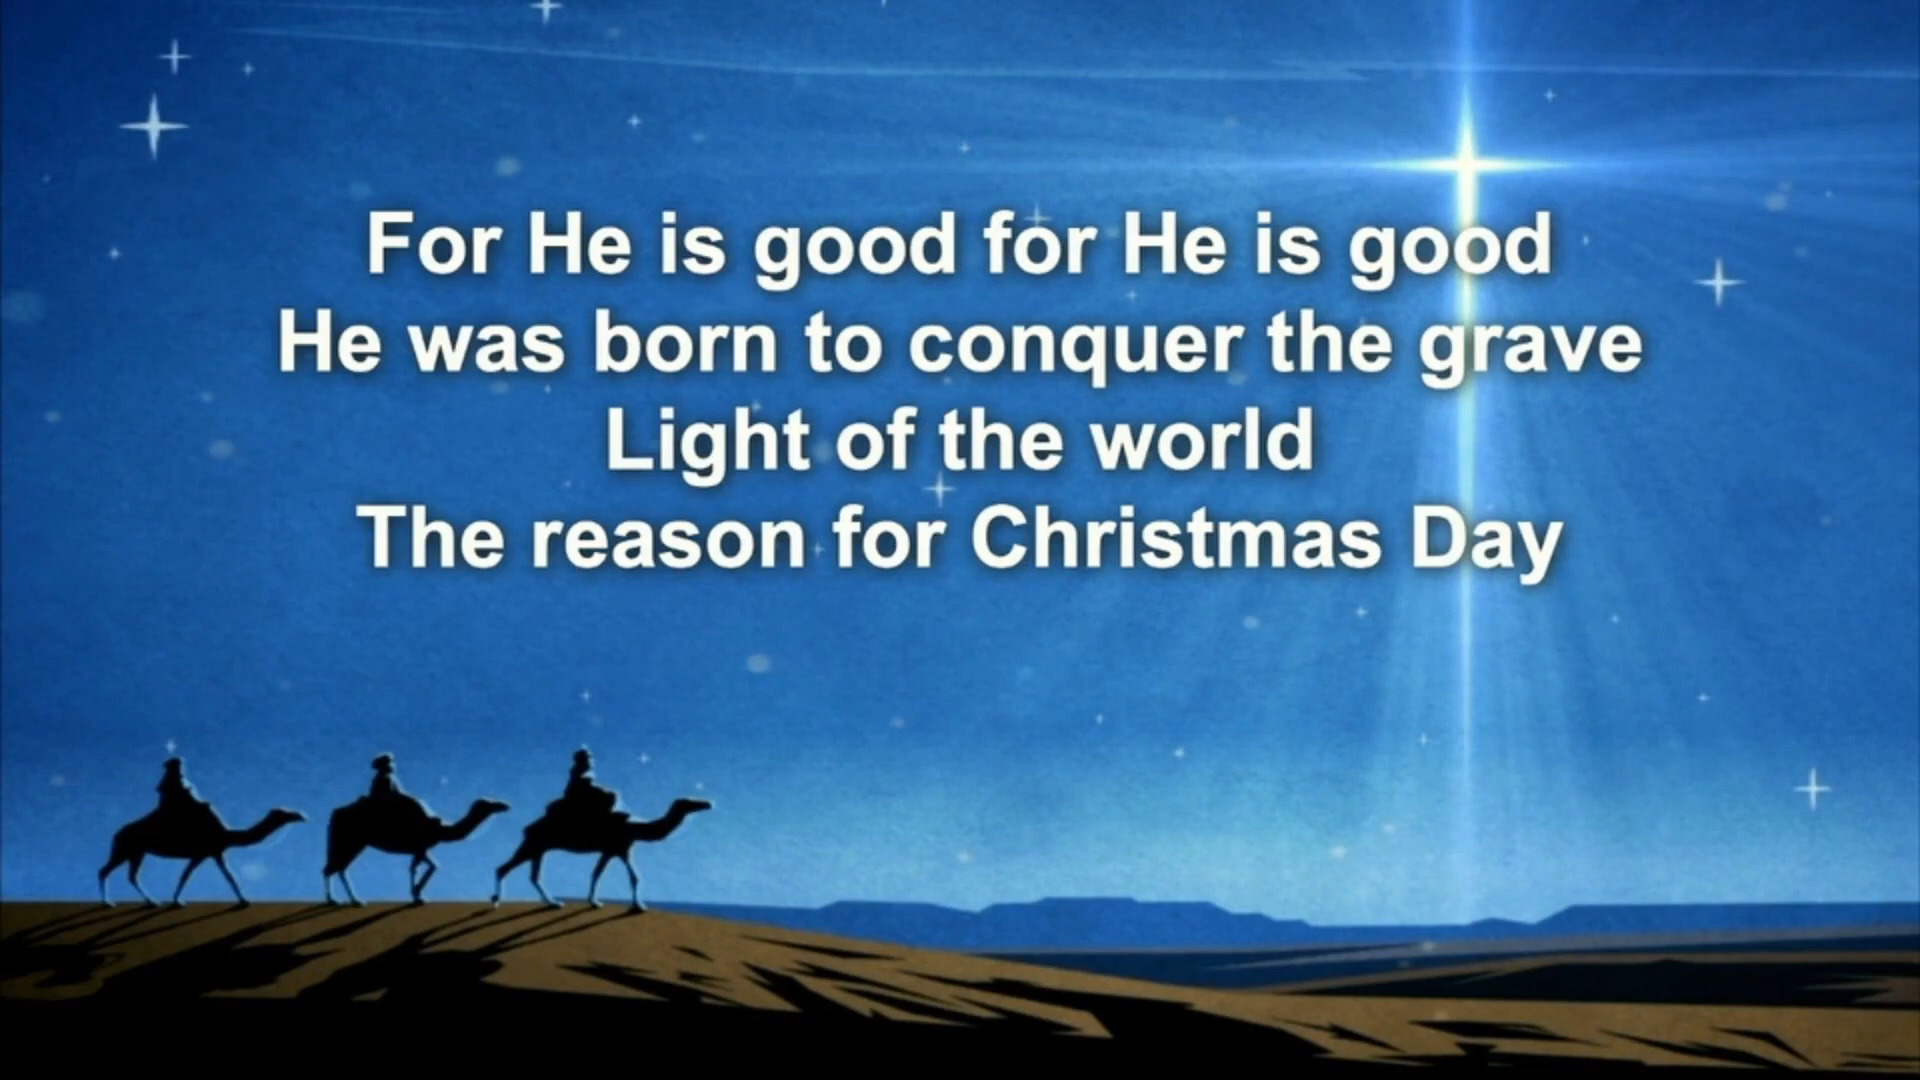 For He is good for He is good
He was born to conquer the grave
Light of the world
The reason for Christmas Day